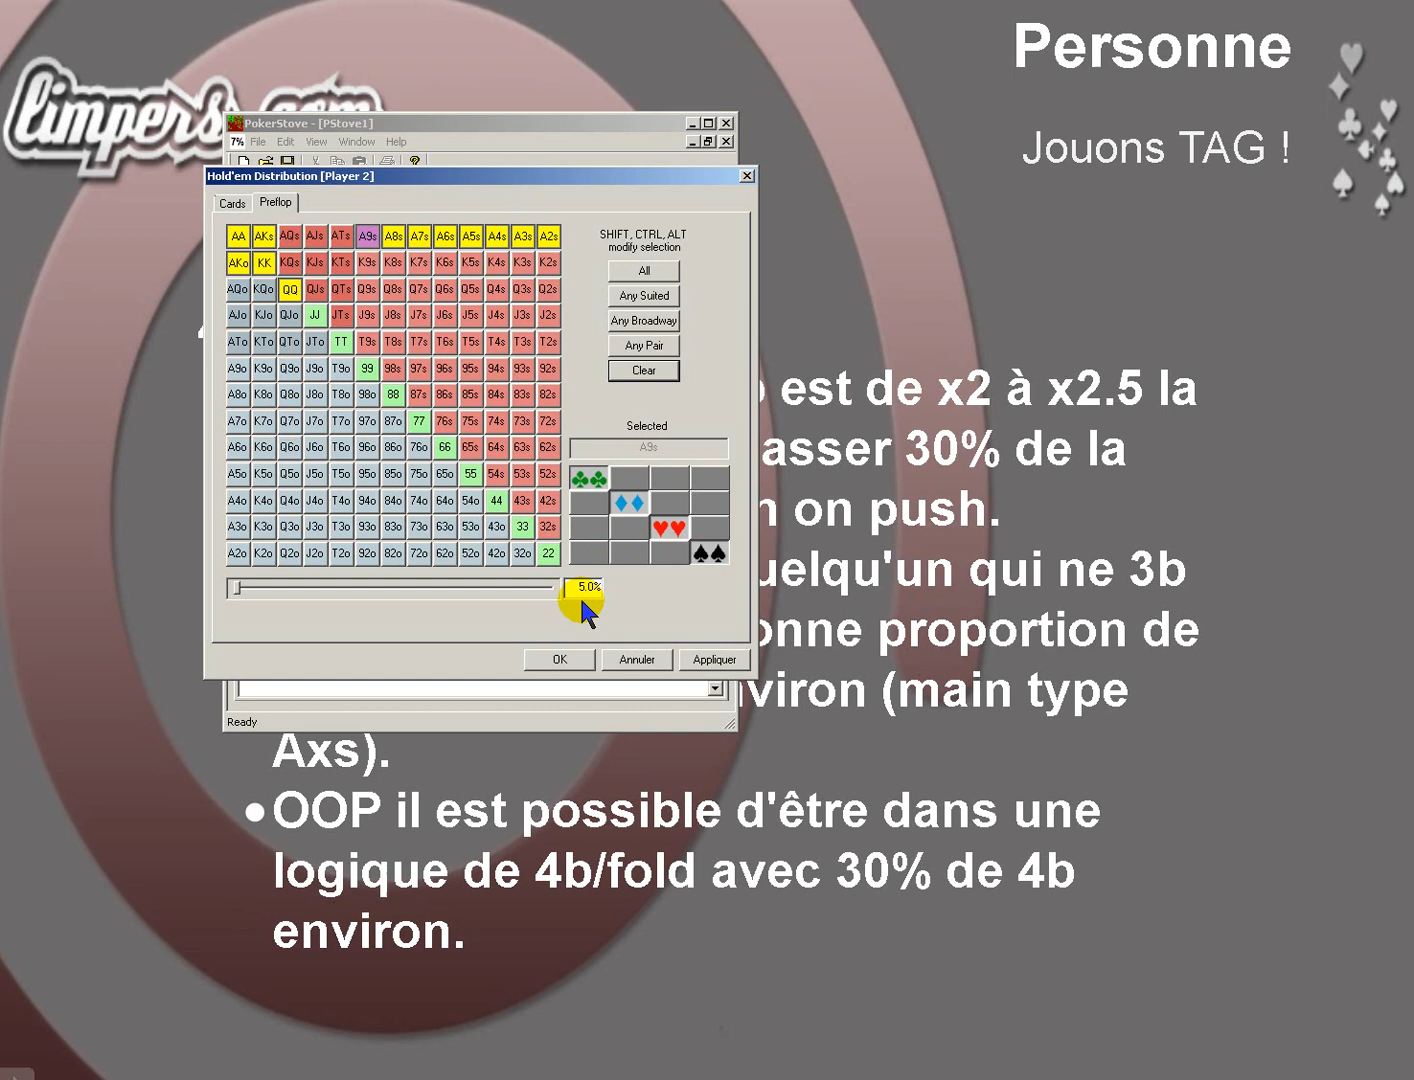 Personne
Jouons TAG !
limpers.com
PokerStove - [PStove1]
File Edit View Window Help
Hold'em Distribution [Player 2]
Cards Preflop
AA AKs AQs AJs ATs A9s A8s A7s A6s A5s A4s A3s A2s
AKo KK KQs KJs KTs K9s K8s K7s K6s K5s K4s K3s K2s
AQo KQo QQ QJs QTs Q9s Q8s Q7s Q6s Q5s Q4s Q3s Q2s
AJo KJo QJo JJ JTs J9s J8s J7s J6s J5s J4s J3s J2s
ATo KTo QTo JTo TT T9s T8s T7s T6s T5s T4s T3s T2s
A9o K9o Q9o J9o T9o 99 98s 97s 96s 95s 94s 93s 92s
A8o K8o Q8o J8o T8o 98o 88 87s 86s 85s 84s 83s 82s
A7o K7o Q7o J7o T7o 97o 87o 77 76s 75s 74s 73s 72s
A6o K6o Q6o J6o T6o 96o 86o 76o 66 65s 64s 63s 62s
A5o K5o Q5o J5o T5o 95o 85o 75o 65o 55 54s 53s 52s
A4o K4o Q4o J4o T4o 94o 84o 74o 64o 54o 44 43s 42s
A3o K3o Q3o J3o T3o 93o 83o 73o 63o 53o 43o 33 32s
A2o K2o Q2o J2o T2o 92o 82o 72o 62o 52o 42o 32o 22
SHIFT, CTRL, ALT
modify selection
All
Any Suited
Any Broadway
Any Pair
Clear
Selected
A9s
5.0%
OK Annuler Appliquer
Ready
est de x2 à x2.5 la
asser 30% de la
n on push.
uelqu'un qui ne 3b
onne proportion de
viron (main type
Axs).
•OOP il est possible d'être dans une
logique de 4b/fold avec 30% de 4b
environ.